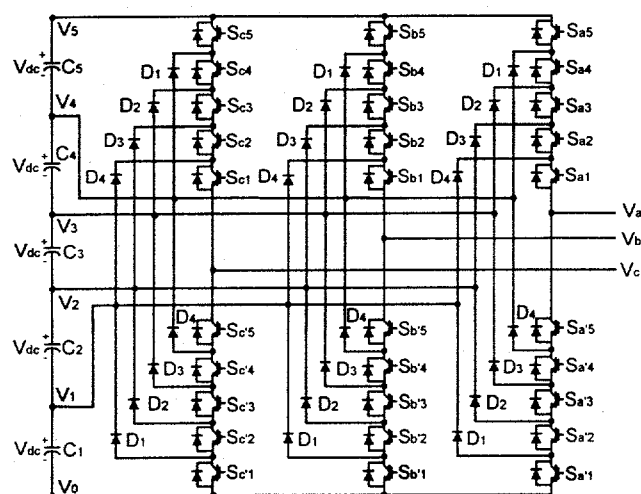 V5 Sc5 Sb5 Sa5
Vdc + - C5 D1 Sc4 D1 Sb4 D1 Sa4
V4 D2 Sc3 D2 Sb3 D2 Sa3
D3 Sc2 D3 Sb2 D3 Sa2
Vdc + - C4 D4 Sc1 D4 Sb1 D4 Sa1
Va
V3
Vb
Vdc + - C3
Vc
V2
D4 Sc'5 D4 Sb'5 D4 Sa'5
Vdc + - C2 D3 Sc'4 D3 Sb'4 D3 Sa'4
V1 D2 Sc'3 D2 Sb'3 D2 Sa'3
Vdc + - C1 D1 Sc'2 D1 Sb'2 D1 Sa'2
V0 Sc'1 Sb'1 Sa'1